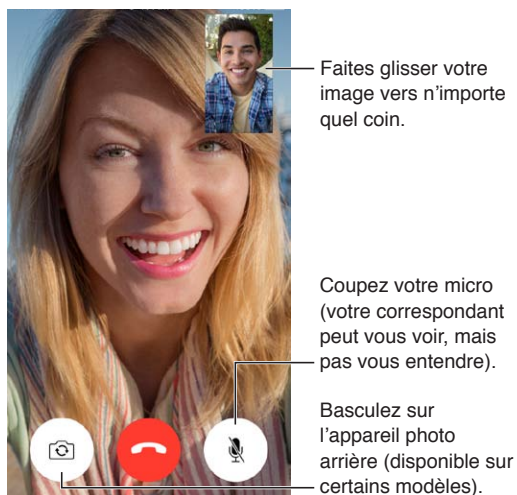 Faites glisser votre
image vers n'importe
quel coin.
Coupez votre micro
(votre correspondant
peut vous voir, mais
pas vous entendre).
Basculez sur
l'appareil photo
arrière (disponible sur
certains modèles).